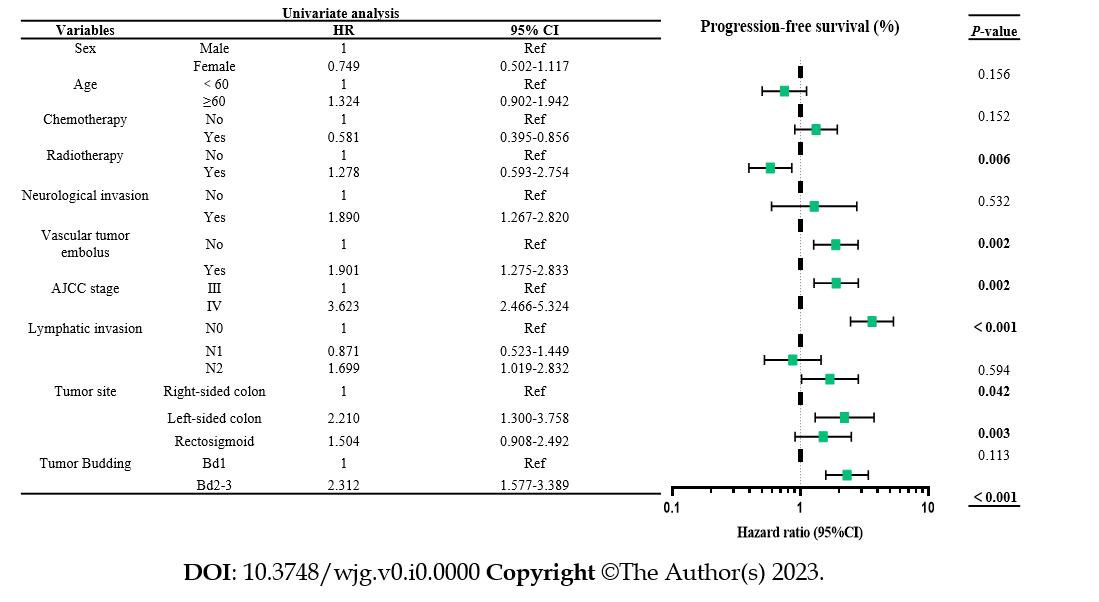 Univariate analysis
Variables HR 95% CI Progression-free survival (%) P-value
Sex Male 1 Ref
Female 0.749 0.502-1.117 0.156
Age < 60 1 Ref
≥60 1.324 0.902-1.942 0.152
Chemotherapy No 1 Ref
Yes 0.581 0.395-0.856 0.006
Radiotherapy No 1 Ref
Yes 1.278 0.593-2.754 0.532
Neurological invasion No 1 Ref
Yes 1.890 1.267-2.820 0.002
Vascular tumor
embolus No 1 Ref
Yes 1.901 1.275-2.833 0.002
AJCC stage III 1 Ref
IV 3.623 2.466-5.324 < 0.001
Lymphatic invasion N0 1 Ref
N1 0.871 0.523-1.449 0.594
N2 1.699 1.019-2.832 0.042
Tumor site Right-sided colon 1 Ref
Left-sided colon 2.210 1.300-3.758 0.003
Rectosigmoid 1.504 0.908-2.492 0.113
Tumor Budding Bd1 1 Ref
Bd2-3 2.312 1.577-3.389 < 0.001
0.1 1 10
Hazard ratio (95%CI)
DOI: 10.3748/wjg.v0.i0.0000 Copyright ©The Author(s) 2023.